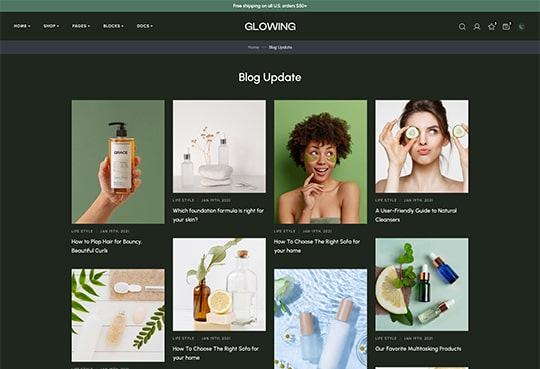 Free shipping on all U.S. orders $50+
HOME
SHOP
PAGES
BLOCKS
DOCS
GLOWING
Home — Blog Update
Blog Update
GRACE
LIFE STYLE | JAN 19TH. 2021
How to Plop Hair for Bouncy,
Beautiful Curls
LIFE STYLE | JAN 19TH. 2021
Which foundation formula is right for
your skin?
LIFE STYLE | JAN 19TH. 2021
How To Choose The Right Sofa for
your home
LIFE STYLE | JAN 19TH. 2021
A User-Friendly Guide to Natural
Cleansers
LIFE STYLE | JAN 19TH. 2021
How To Choose The Right Sofa for
your home
LIFE STYLE | JAN 19TH. 2021
Our Favorite Multitasking Products